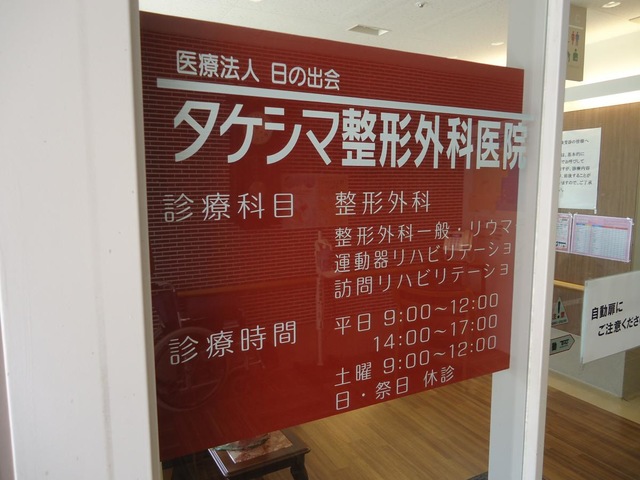 医療法人 日の出会
タケシマ整形外科医院
診療科目 整形外科
整形外科一般・リウマ
運動器リハビリテーショ
訪問リハビリテーショ
診療時間 平日 9:00～12:00
14:00～17:00
土曜 9:00～12:00
日・祭日 休診
自動扉に
ご注意くださ